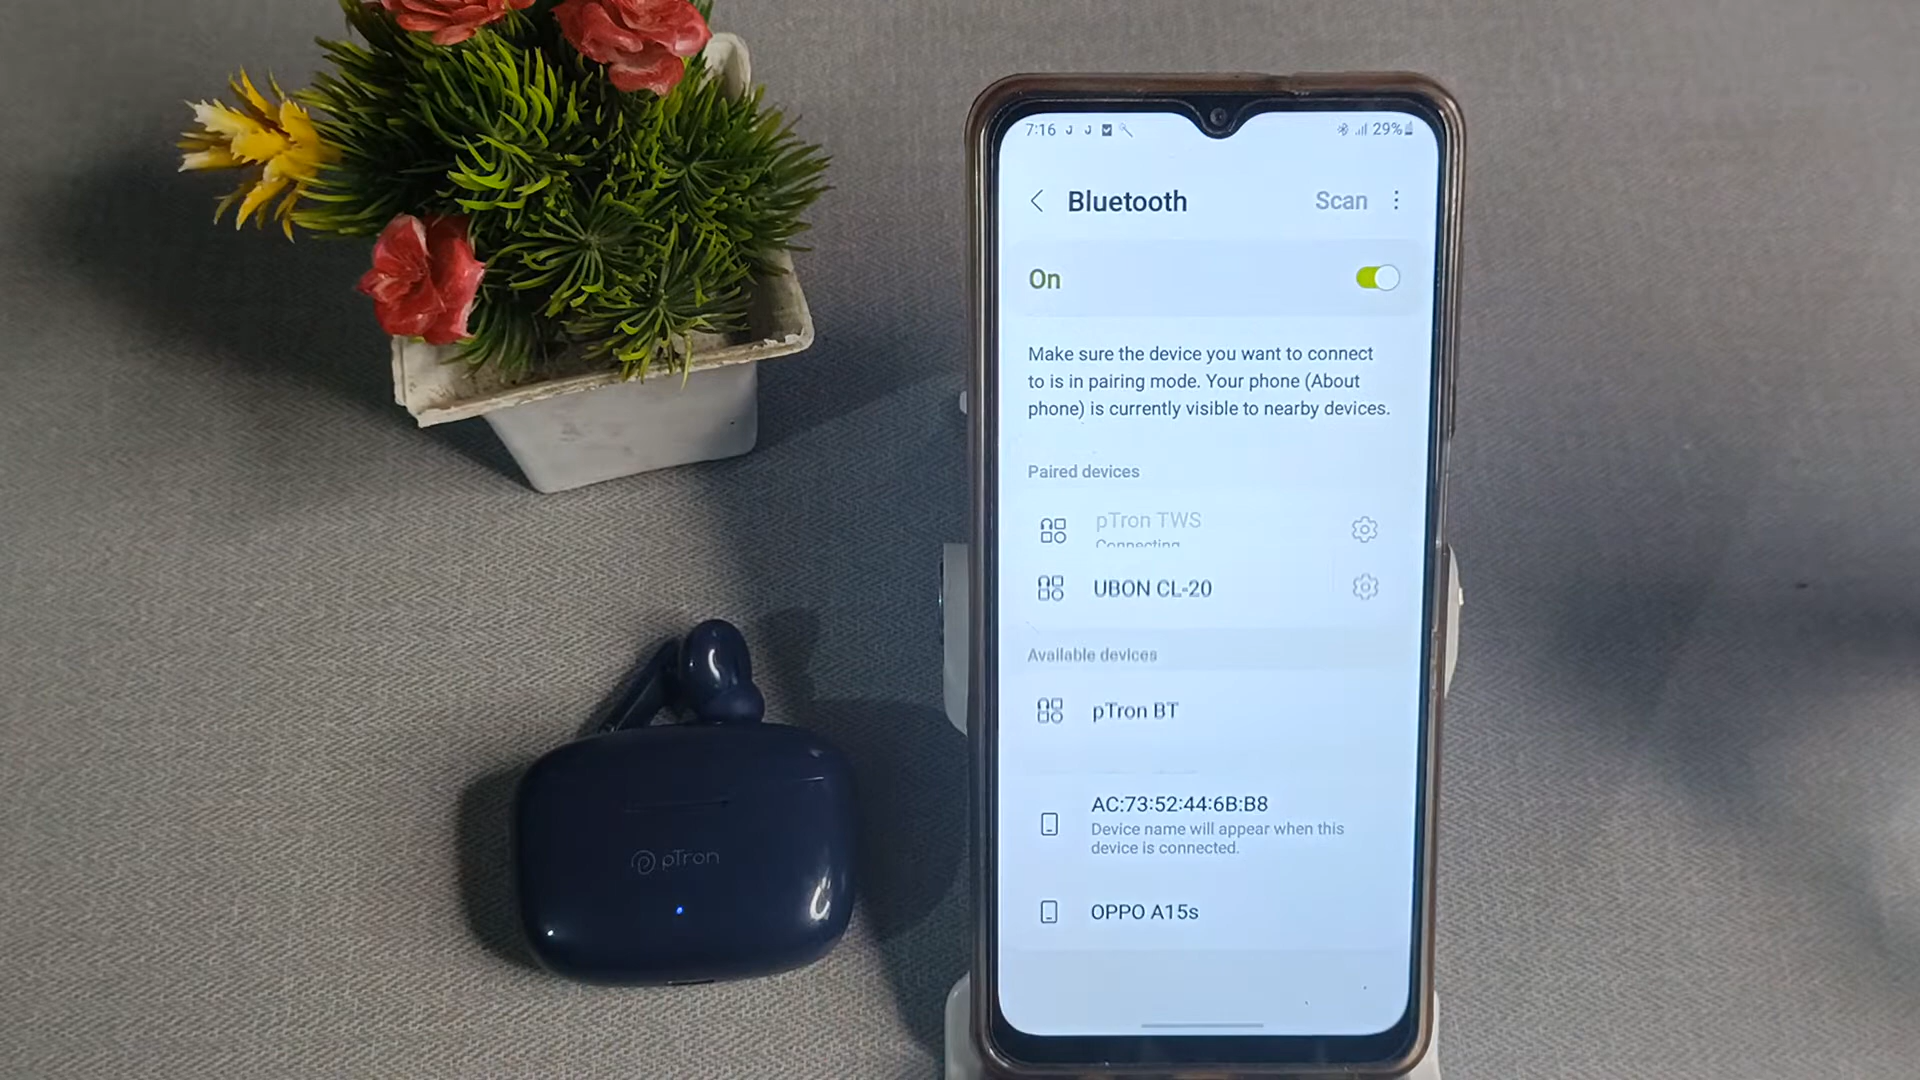 7:16
29%
Bluetooth
Scan
On
Make sure the device you want to connect
to is in pairing mode. Your phone (About
phone) is currently visible to nearby devices.
Paired devices
pTron TWS
Connecting
UBON CL-20
Available devices
pTron BT
AC:73:52:44:6B:B8
Device name will appear when this
device is connected.
OPPO A15s
pTron